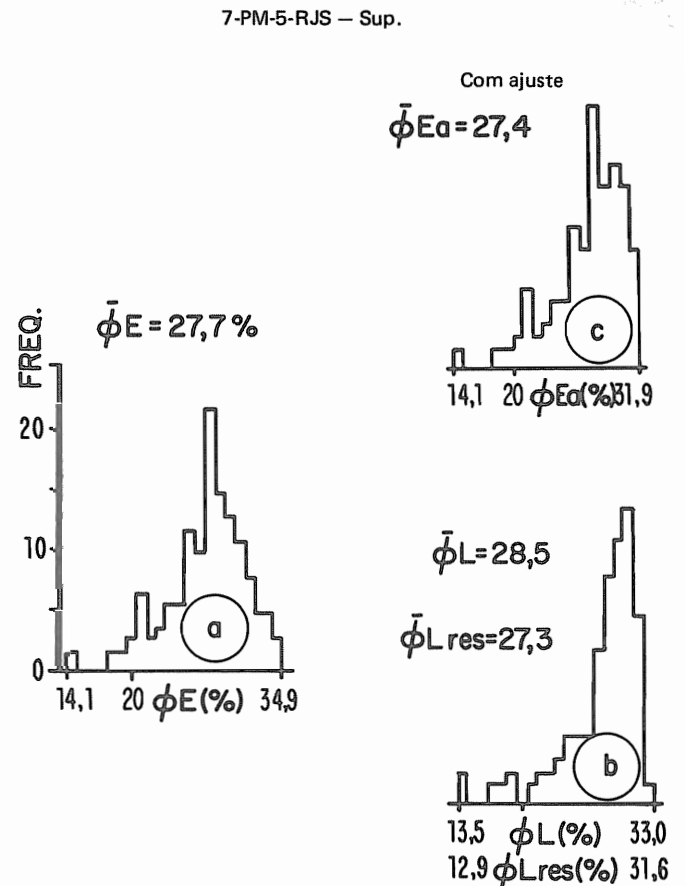 7-PM-5-RJS — Sup.
Com ajuste
ϕ̄Ea=27,4
c
14,1 20 ϕEa(%) 31,9
ϕ̄E=27,7%
FREQ.
20
10
0
a
14,1 20 ϕE(%) 34,9
ϕ̄L=28,5
ϕ̄Lres=27,3
b
13,5 ϕL(%) 33,0
12,9 ϕLres(%) 31,6